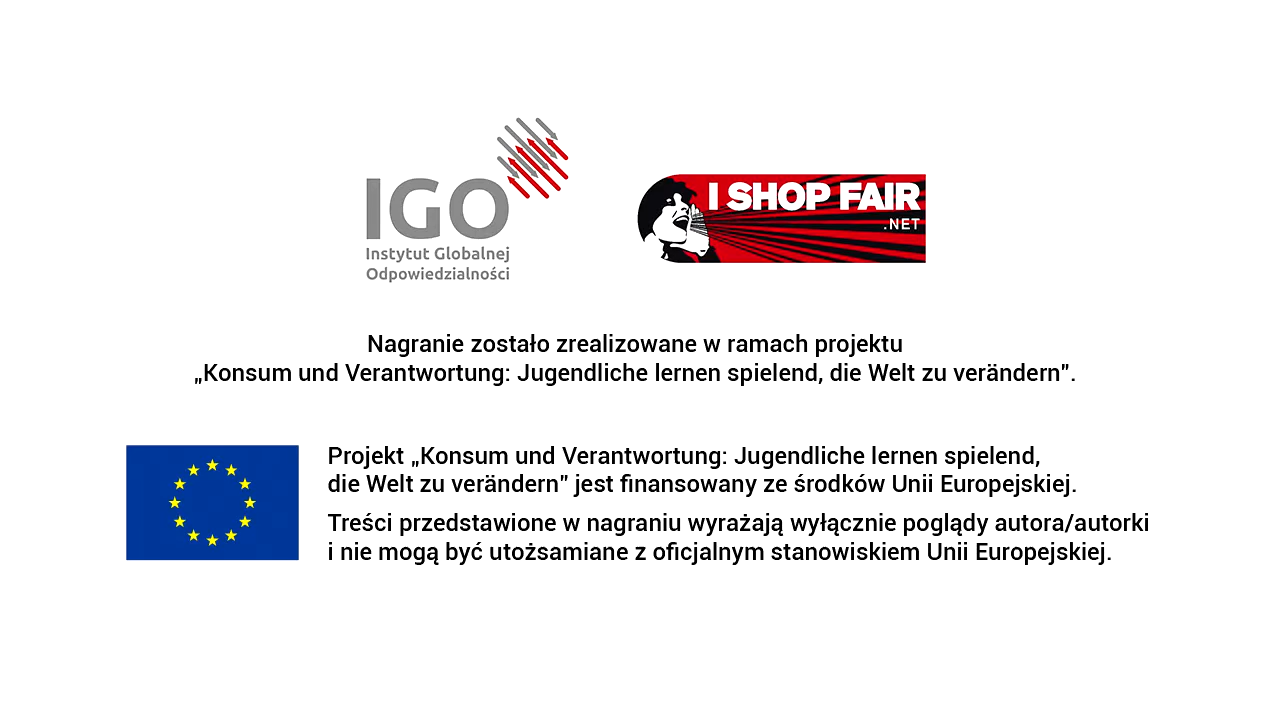 IGO
Instytut Globalnej
Odpowiedzialności
I SHOP FAIR
.NET
Nagranie zostało zrealizowane w ramach projektu
„Konsum und Verantwortung: Jugendliche lernen spielend, die Welt zu verändern”.
Projekt „Konsum und Verantwortung: Jugendliche lernen spielend,
die Welt zu verändern” jest finansowany ze środków Unii Europejskiej.
Treści przedstawione w nagraniu wyrażają wyłącznie poglądy autora/autorki
i nie mogą być utożsamiane z oficjalnym stanowiskiem Unii Europejskiej.